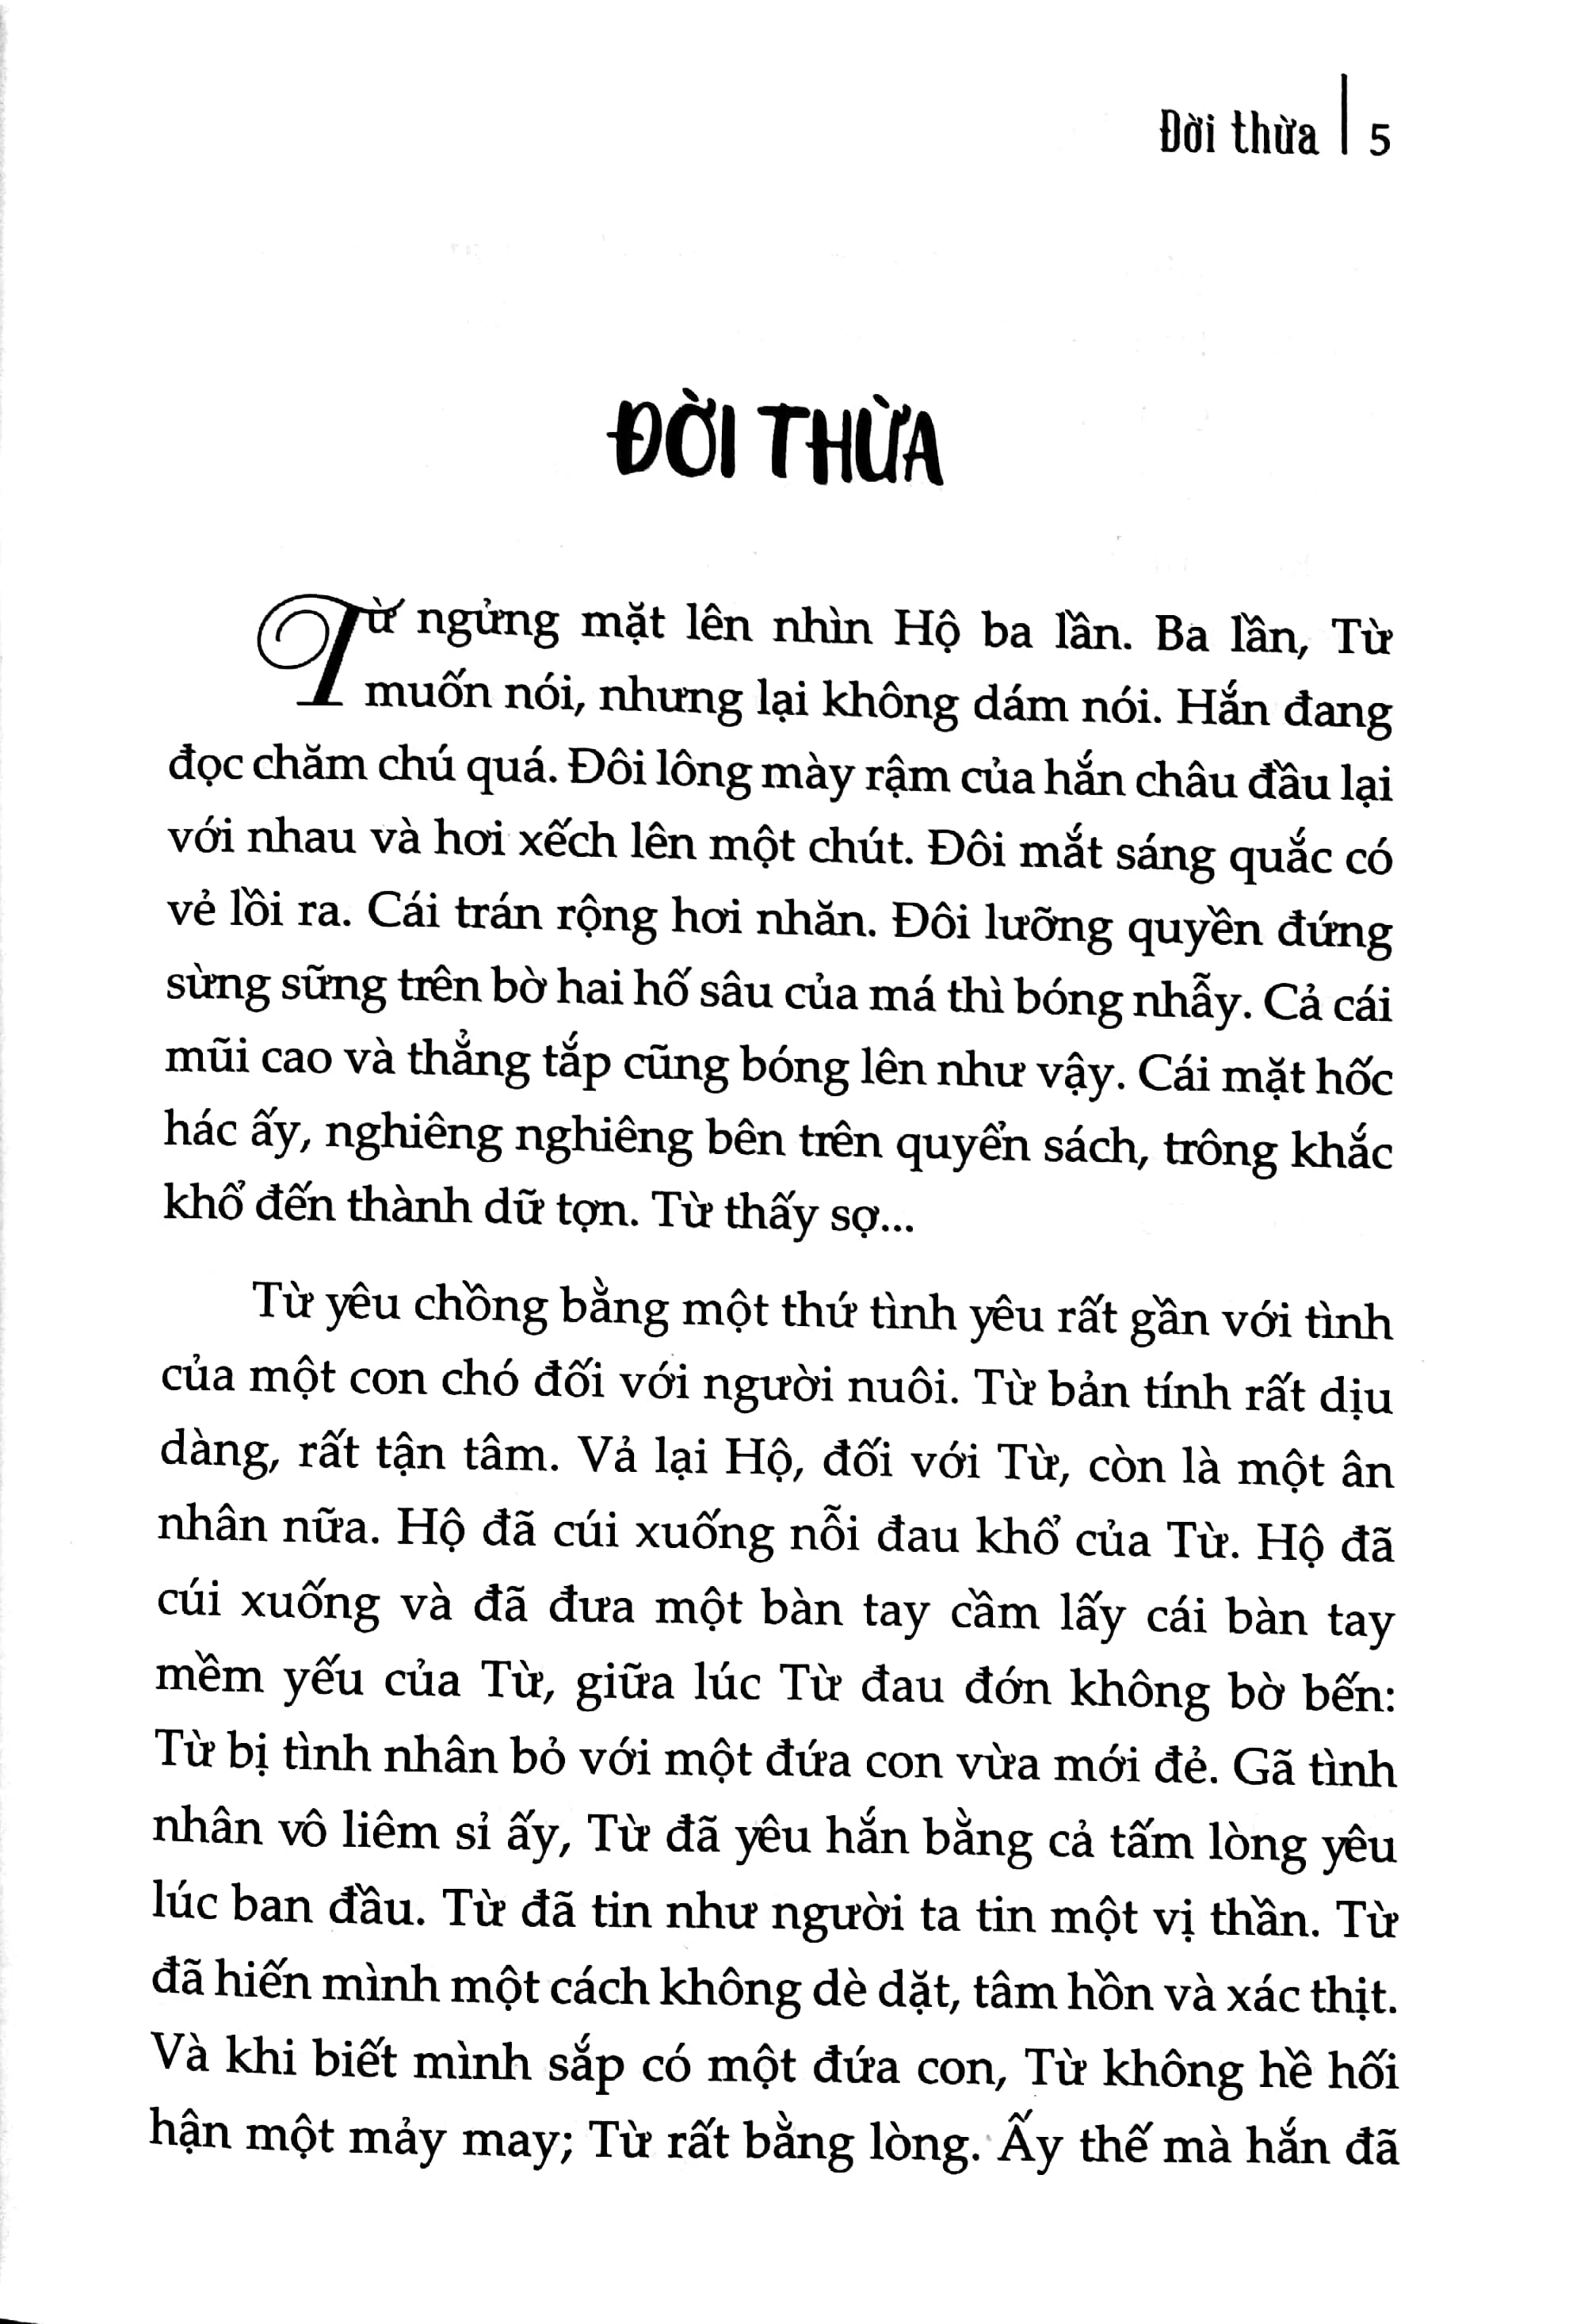 Đời thừa | 5
ĐỜI THỪA
Từ ngửng mặt lên nhìn Hộ ba lần. Ba lần, Từ
muốn nói, nhưng lại không dám nói. Hắn đang
đọc chăm chú quá. Đôi lông mày rậm của hắn châu đầu lại
với nhau và hơi xếch lên một chút. Đôi mắt sáng quắc có
vẻ lồi ra. Cái trán rộng hơi nhăn. Đôi lưỡng quyền đứng
sừng sững trên bờ hai hố sâu của má thì bóng nhẫy. Cả cái
mũi cao và thẳng tắp cũng bóng lên như vậy. Cái mặt hốc
hác ấy, nghiêng nghiêng bên trên quyển sách, trông khắc
khổ đến thành dữ tợn. Từ thấy sợ...
Từ yêu chồng bằng một thứ tình yêu rất gần với tình
của một con chó đối với người nuôi. Từ bản tính rất dịu
dàng, rất tận tâm. Vả lại Hộ, đối với Từ, còn là một ân
nhân nữa. Hộ đã cúi xuống nỗi đau khổ của Từ. Hộ đã
cúi xuống và đã đưa một bàn tay cầm lấy cái bàn tay
mềm yếu của Từ, giữa lúc Từ đau đớn không bờ bến:
Từ bị tình nhân bỏ với một đứa con vừa mới đẻ. Gã tình
nhân vô liêm sỉ ấy, Từ đã yêu hắn bằng cả tấm lòng yêu
lúc ban đầu. Từ đã tin như người ta tin một vị thần. Từ
đã hiến mình một cách không dè dặt, tâm hồn và xác thịt.
Và khi biết mình sắp có một đứa con, Từ không hề hối
hận một mảy may; Từ rất bằng lòng. Ấy thế mà hắn đã